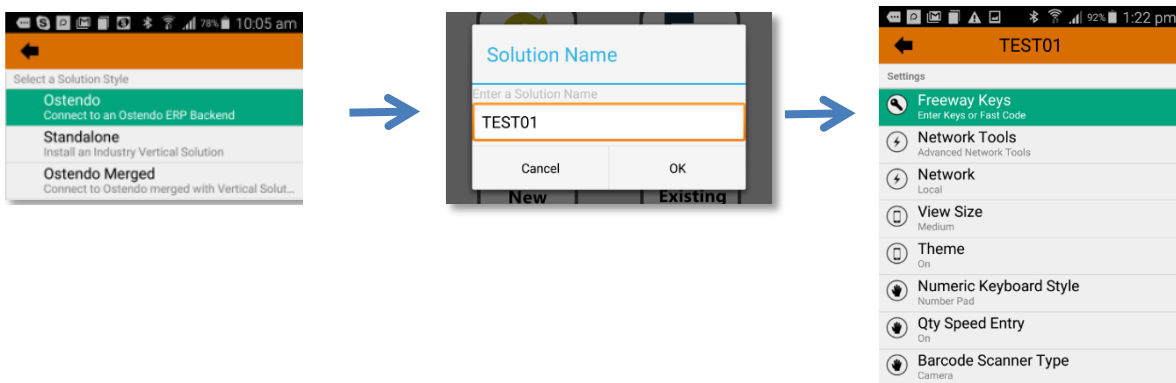 78% 10:05 am
Select a Solution Style
Ostendo
Connect to an Ostendo ERP Backend
Standalone
Install an Industry Vertical Solution
Ostendo Merged
Connect to Ostendo merged with Vertical Solut...
Solution Name
Enter a Solution Name
TEST01
Cancel OK
New Existing
92% 1:22 pm
TEST01
Settings
Freeway Keys
Enter Keys or Fast Code
Network Tools
Advanced Network Tools
Network
Local
View Size
Medium
Theme
On
Numeric Keyboard Style
Number Pad
Qty Speed Entry
On
Barcode Scanner Type
Camera